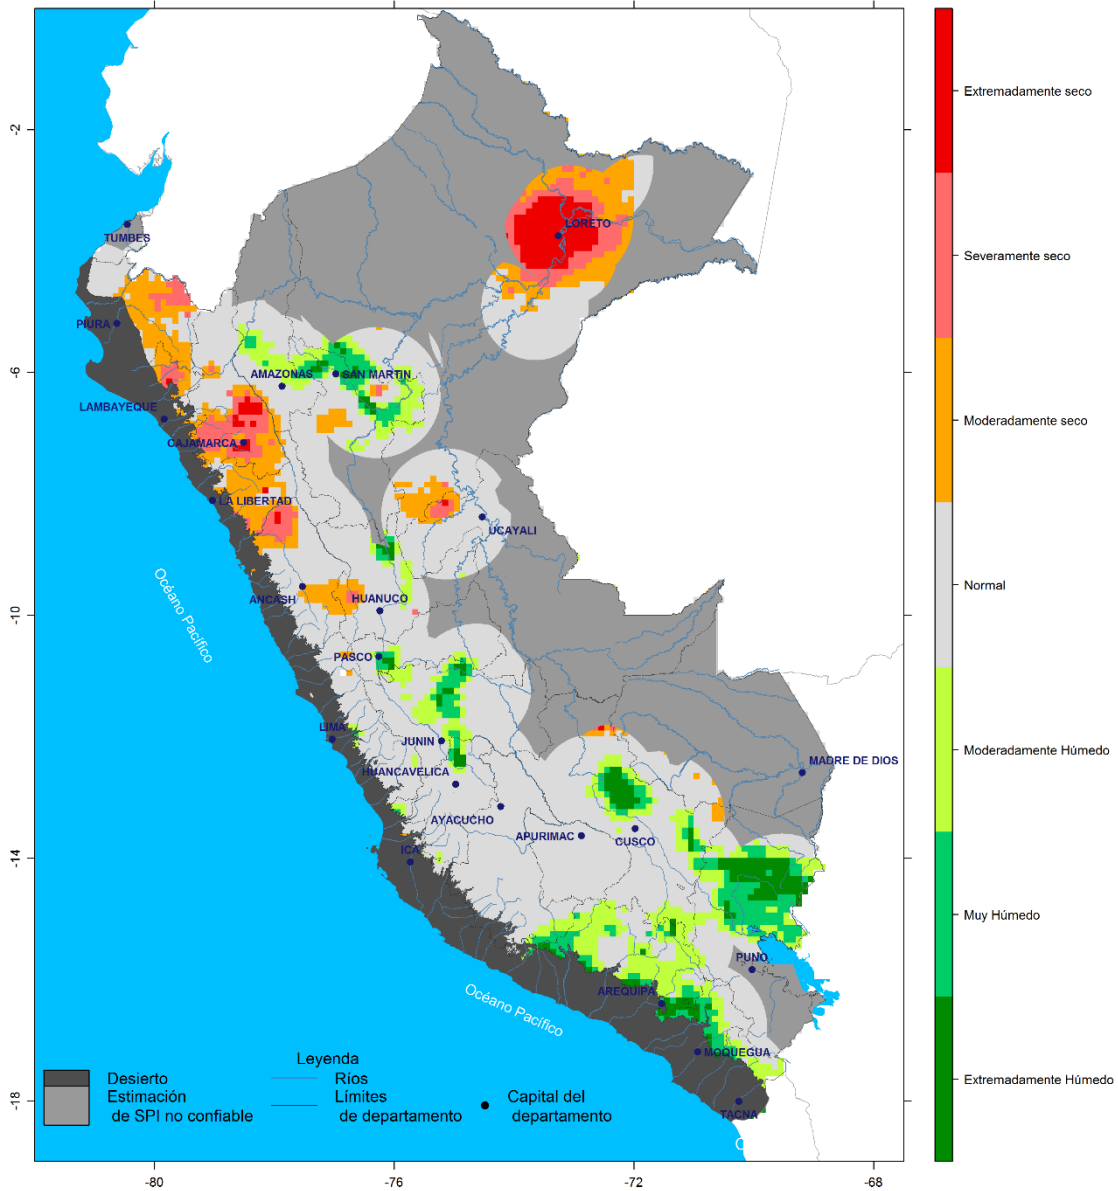 -2
-6
-10
-14
-18
-80
-76
-72
-68
TUMBES
LORETO
PIURA
AMAZONAS
SAN MARTIN
LAMBAYEQUE
CAJAMARCA
LA LIBERTAD
UCAYALI
ANCASH
HUANUCO
Océano Pacífico
PASCO
LIMA
JUNIN
MADRE DE DIOS
HUANCAVELICA
AYACUCHO
APURIMAC
CUSCO
ICA
PUNO
AREQUIPA
Océano Pacífico
MOQUEGUA
TACNA
O
Leyenda
Desierto
Estimación
de SPI no confiable
Ríos
Límites
de departamento
Capital del
departamento
Extremadamente seco
Severamente seco
Moderadamente seco
Normal
Moderadamente Húmedo
Muy Húmedo
Extremadamente Húmedo